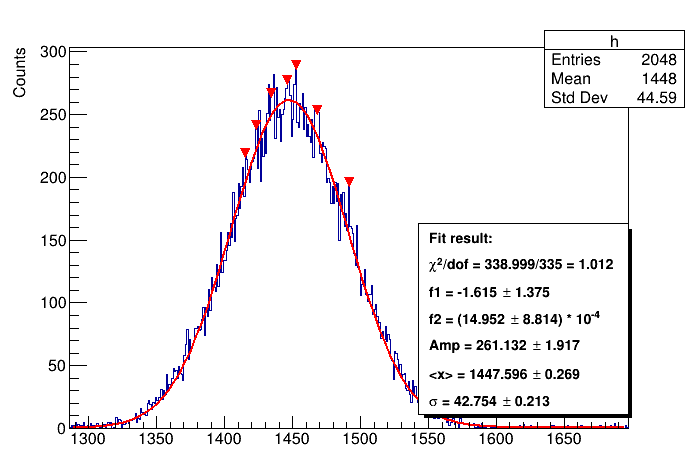 h
Entries 2048
Mean 1448
Std Dev 44.59
Counts
300
250
200
150
100
50
0
Fit result:
χ²/dof = 338.999/335 = 1.012
f1 = -1.615 ± 1.375
f2 = (14.952 ± 8.814) * 10⁻⁴
Amp = 261.132 ± 1.917
<x> = 1447.596 ± 0.269
σ = 42.754 ± 0.213
1300 1350 1400 1450 1500 1550 1600 1650